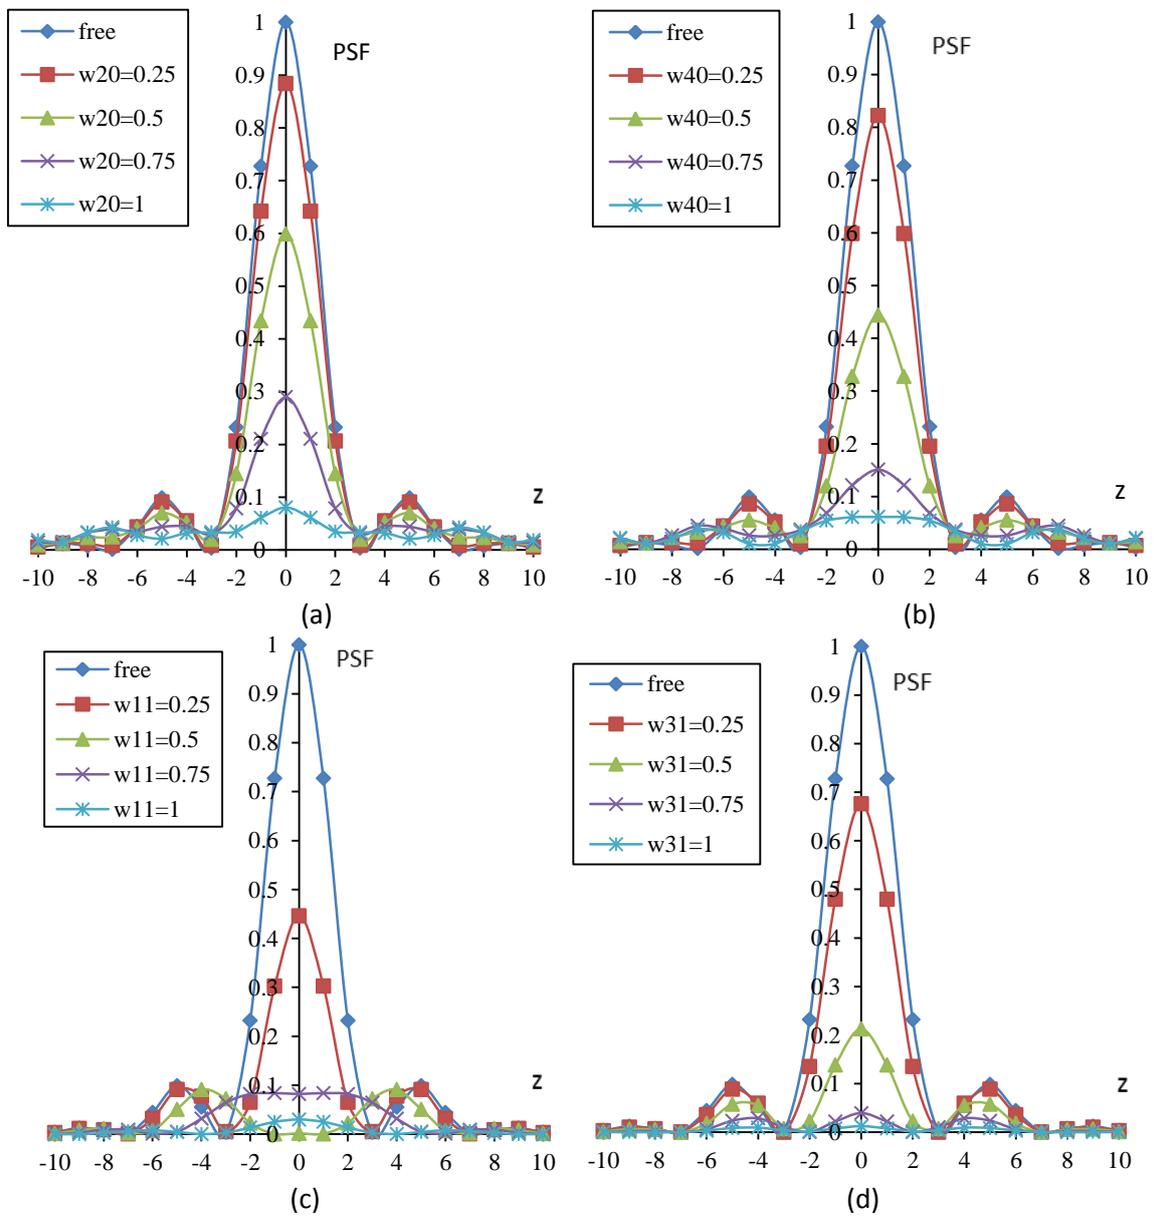 free
w20=0.25
w20=0.5
w20=0.75
w20=1
PSF
1
0.9
0.8
0.7
0.6
0.5
0.4
0.3
0.2
0.1
0
z
-10 -8 -6 -4 -2 0 2 4 6 8 10
(a)
free
w40=0.25
w40=0.5
w40=0.75
w40=1
PSF
1
0.9
0.8
0.7
0.6
0.5
0.4
0.3
0.2
0.1
0
z
-10 -8 -6 -4 -2 0 2 4 6 8 10
(b)
free
w11=0.25
w11=0.5
w11=0.75
w11=1
PSF
1
0.9
0.8
0.7
0.6
0.5
0.4
0.3
0.2
0.1
0
z
-10 -8 -6 -4 -2 0 2 4 6 8 10
(c)
free
w31=0.25
w31=0.5
w31=0.75
w31=1
PSF
1
0.9
0.8
0.7
0.6
0.5
0.4
0.3
0.2
0.1
0
z
-10 -8 -6 -4 -2 0 2 4 6 8 10
(d)